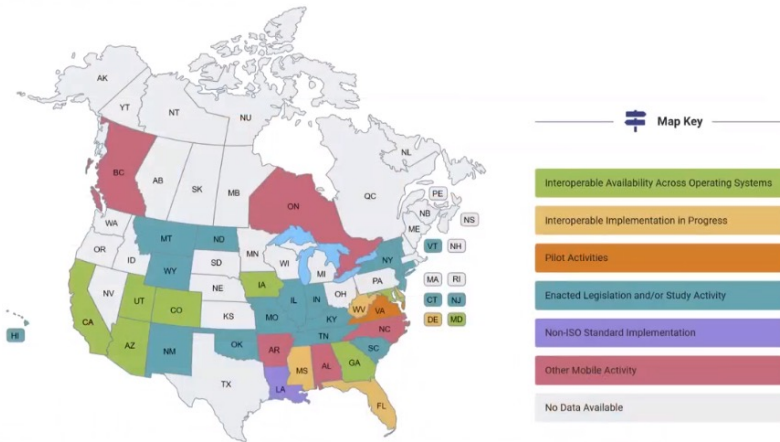 AK
YT
NT
NU
NL
BC
AB
SK
MB
ON
QC
PE
NB
NS
ME
WA
MT
ND
MN
VT
NH
OR
ID
WY
SD
WI
MI
NY
MA
RI
NV
UT
CO
NE
IA
IL
IN
OH
PA
CT
NJ
CA
KS
MO
KY
WV
VA
DE
MD
HI
AZ
NM
OK
AR
TN
NC
SC
TX
LA
MS
AL
GA
FL
Map Key
Interoperable Availability Across Operating Systems
Interoperable Implementation in Progress
Pilot Activities
Enacted Legislation and/or Study Activity
Non-ISO Standard Implementation
Other Mobile Activity
No Data Available